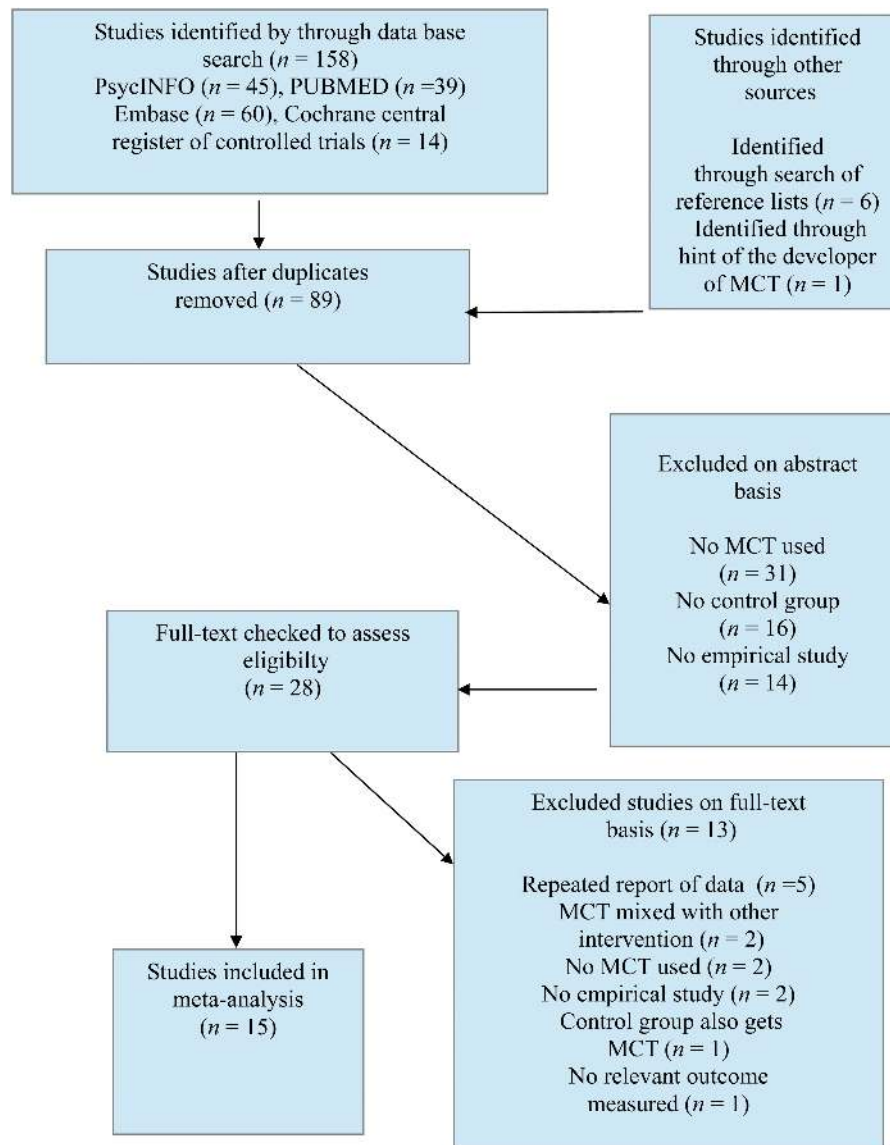 Studies identified by through data base
search (n = 158)
PsycINFO (n = 45), PUBMED (n =39)
Embase (n = 60), Cochrane central
register of controlled trials (n = 14)
Studies identified
through other
sources
Identified
through search of
reference lists (n = 6)
Identified through
hint of the developer
of MCT (n = 1)
Studies after duplicates
removed (n = 89)
Excluded on abstract
basis
No MCT used
(n = 31)
No control group
(n = 16)
No empirical study
(n = 14)
Full-text checked to assess
eligibilty
(n = 28)
Excluded studies on full-text
basis (n = 13)
Repeated report of data (n =5)
MCT mixed with other
intervention (n = 2)
No MCT used (n = 2)
No empirical study (n = 2)
Control group also gets
MCT (n = 1)
No relevant outcome
measured (n = 1)
Studies included in
meta-analysis
(n = 15)